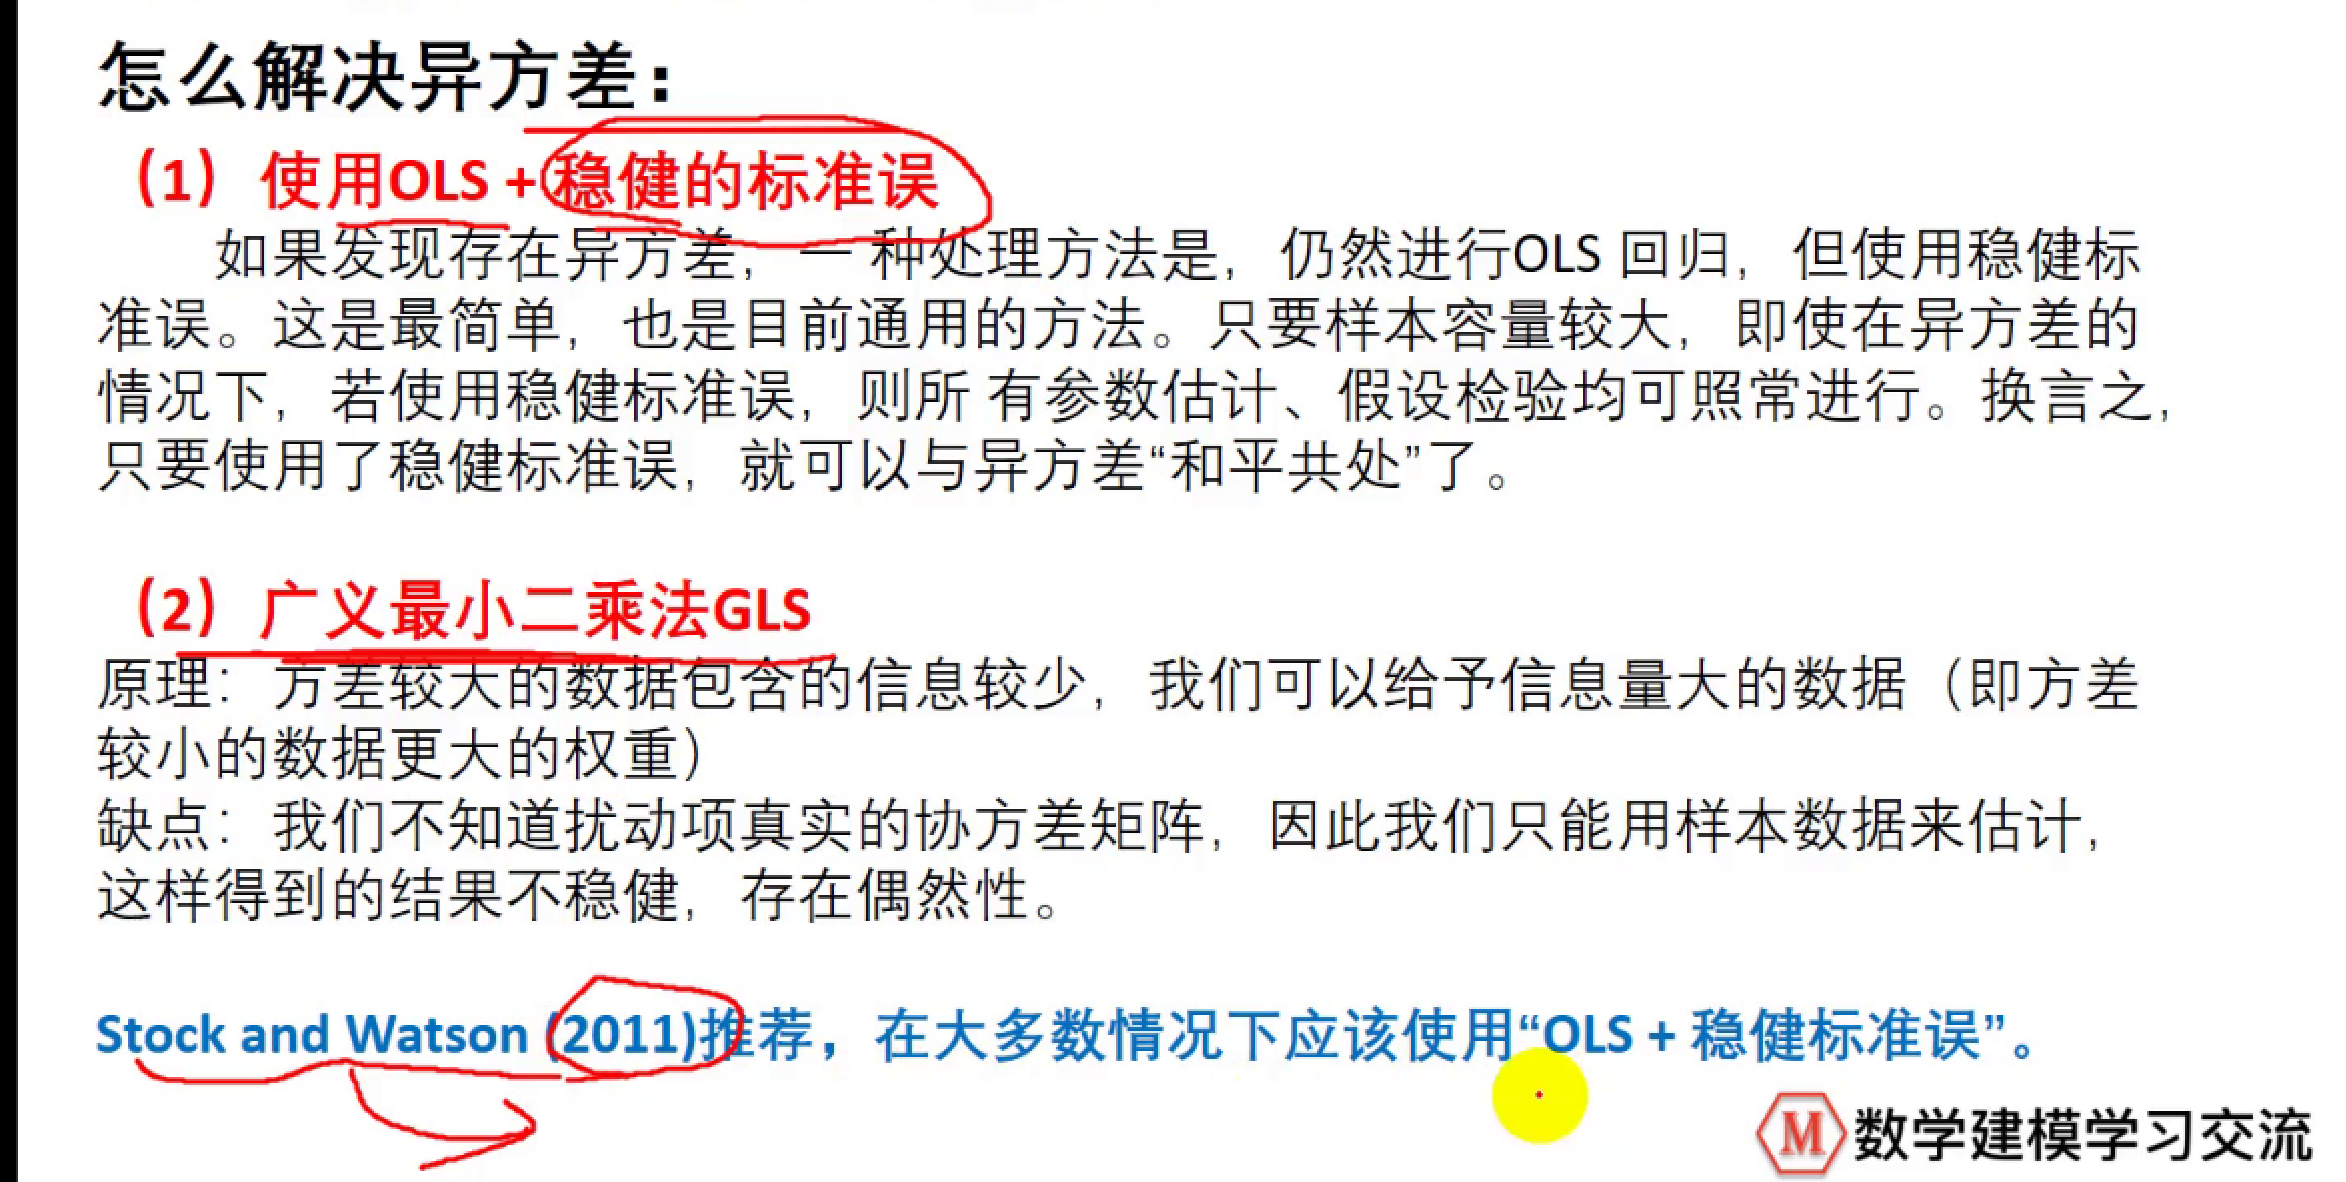 怎么解决异方差：
（1）使用OLS +稳健的标准误
如果发现存在异方差，一 种处理方法是，仍然进行OLS 回归，但使用稳健标
准误。这是最简单，也是目前通用的方法。只要样本容量较大，即使在异方差的
情况下，若使用稳健标准误，则所 有参数估计、假设检验均可照常进行。换言之，
只要使用了稳健标准误，就可以与异方差“和平共处”了。
（2）广义最小二乘法GLS
原理：方差较大的数据包含的信息较少，我们可以给予信息量大的数据（即方差
较小的数据更大的权重）
缺点：我们不知道扰动项真实的协方差矩阵，因此我们只能用样本数据来估计，
这样得到的结果不稳健，存在偶然性。
Stock and Watson (2011)推荐，在大多数情况下应该使用“OLS + 稳健标准误”。
M 数学建模学习交流